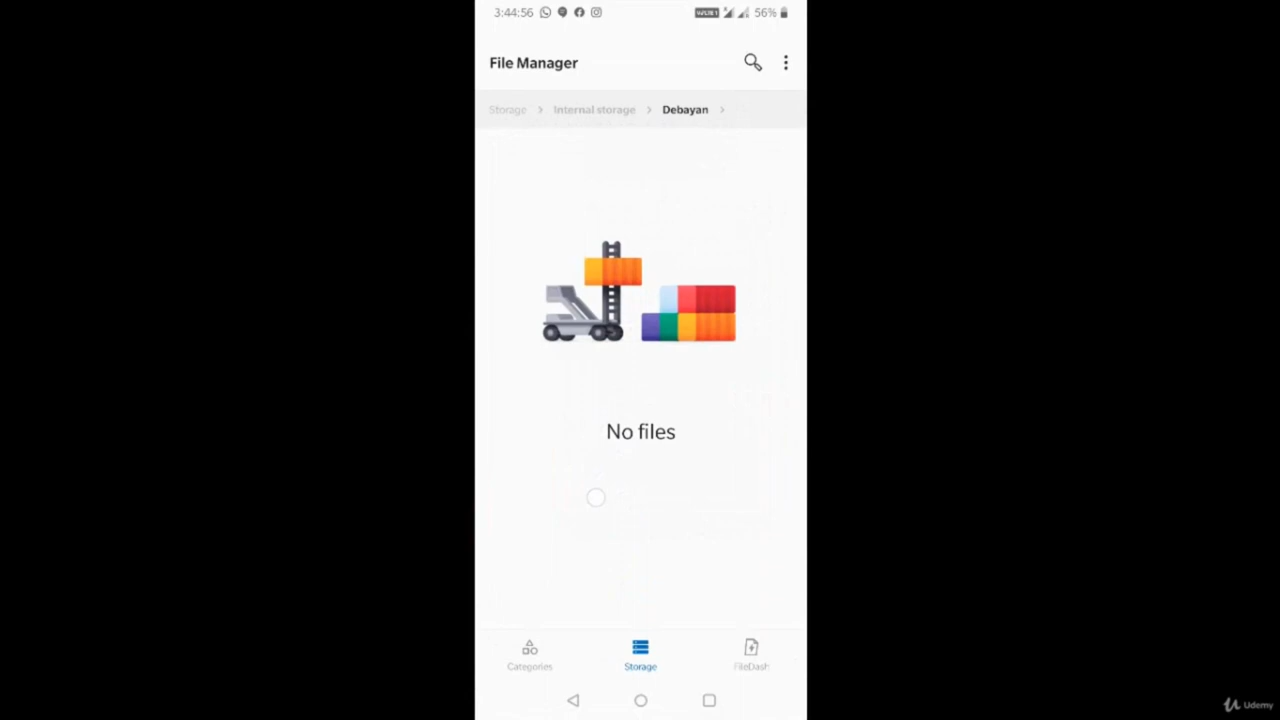 3:44:56 56%
File Manager
Storage > Internal storage > Debayan >
No files
Categories Storage FileDash
Udemy